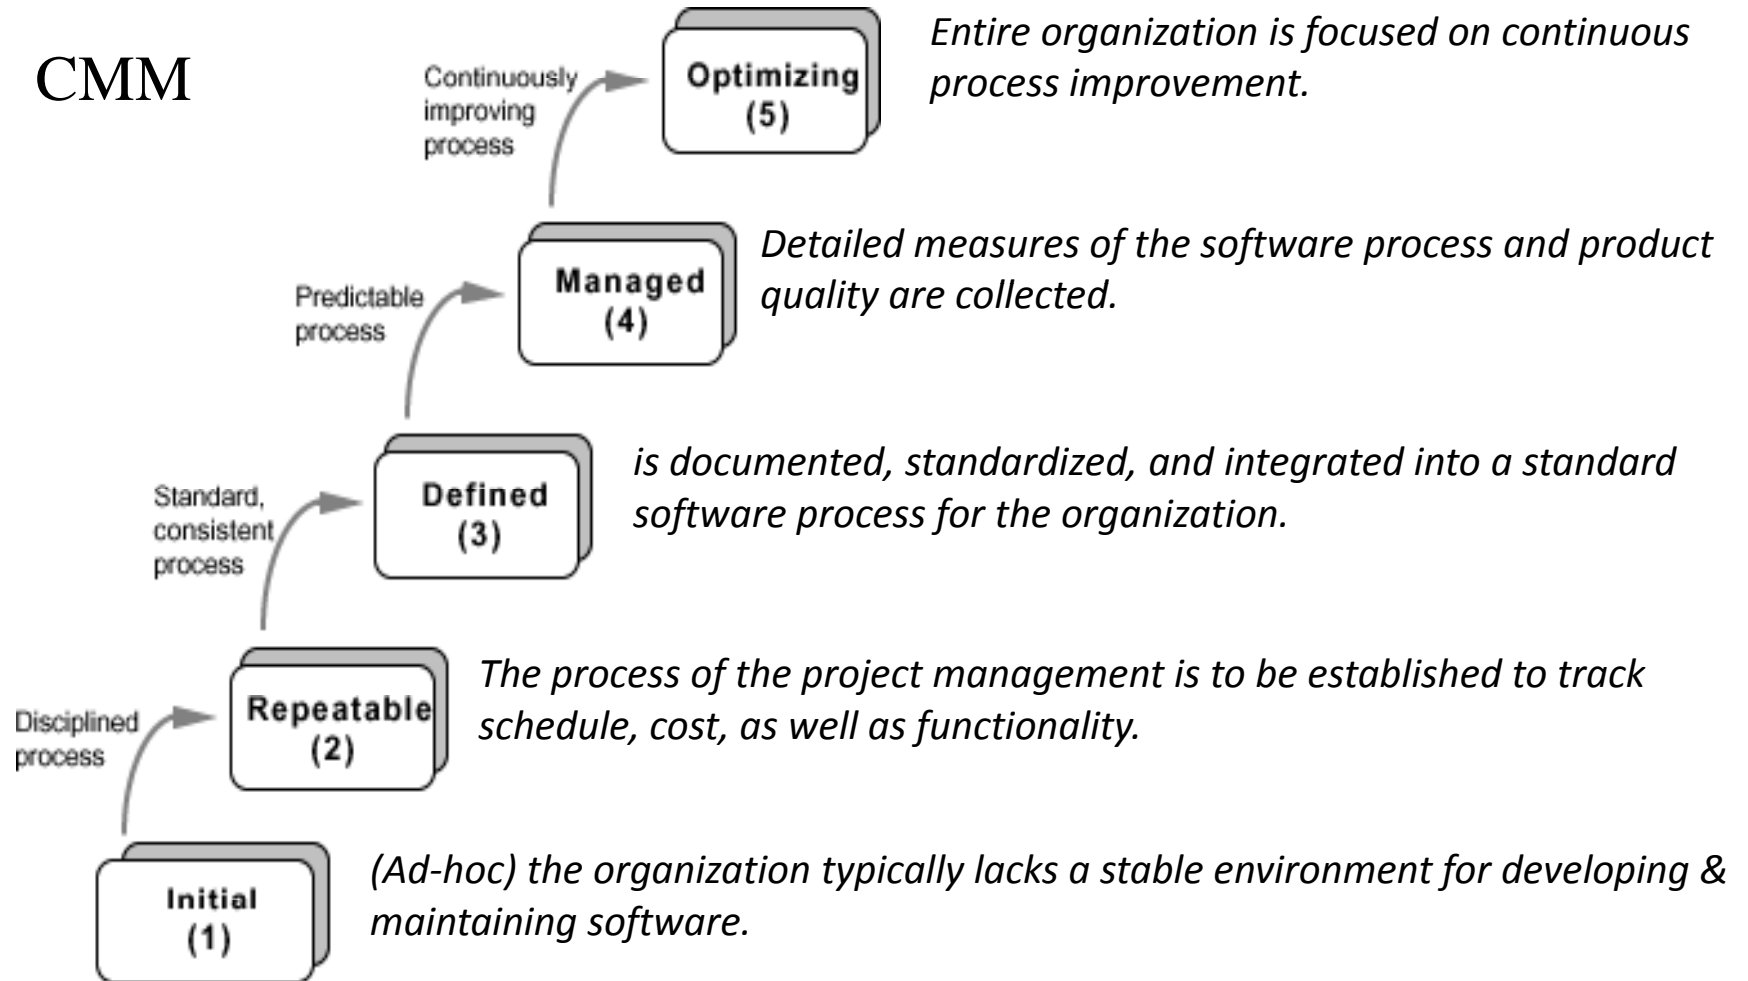 CMM
Continuously
improving
process
Optimizing
(5)
Entire organization is focused on continuous
process improvement.
Predictable
process
Managed
(4)
Detailed measures of the software process and product
quality are collected.
Standard,
consistent
process
Defined
(3)
is documented, standardized, and integrated into a standard
software process for the organization.
Disciplined
process
Repeatable
(2)
The process of the project management is to be established to track
schedule, cost, as well as functionality.
Initial
(1)
(Ad-hoc) the organization typically lacks a stable environment for developing &
maintaining software.